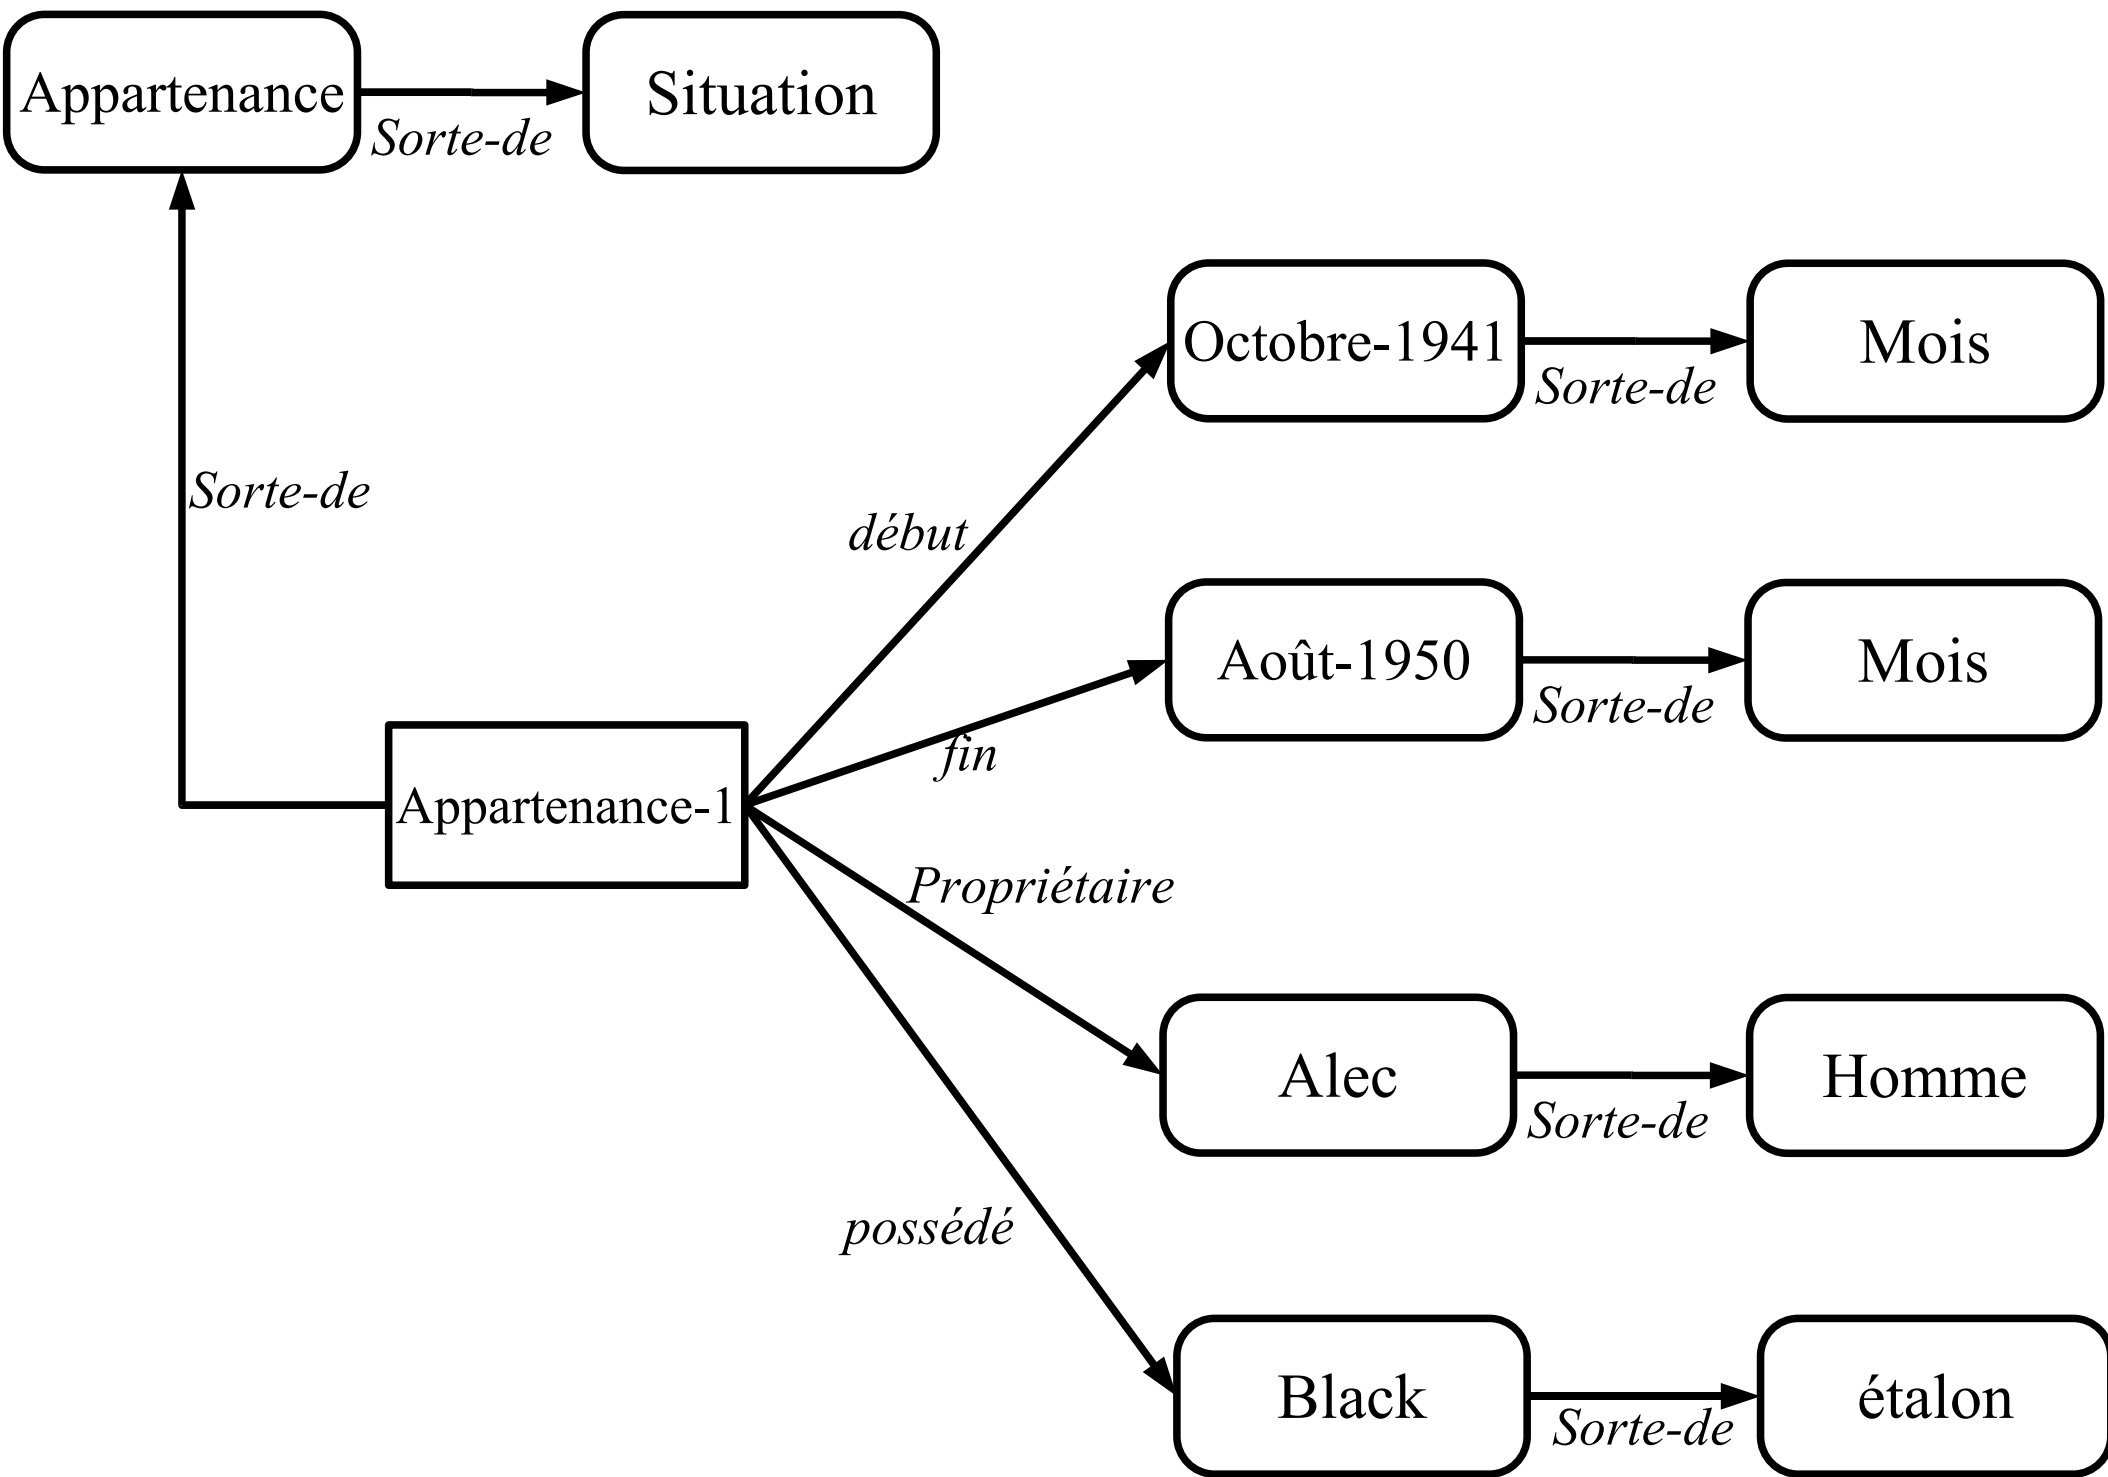 Appartenance
Sorte-de
Situation
Sorte-de
Appartenance-1
début
Octobre-1941
Sorte-de
Mois
fin
Août-1950
Sorte-de
Mois
Propriétaire
Alec
Sorte-de
Homme
possédé
Black
Sorte-de
étalon